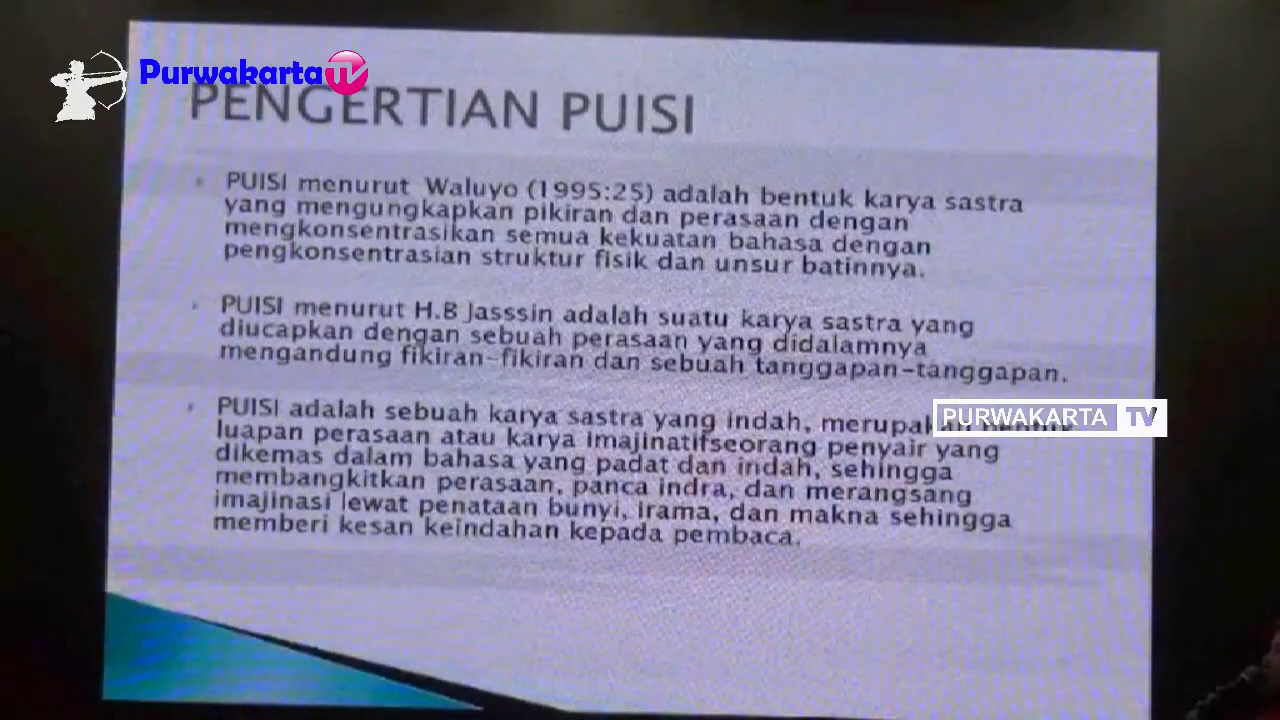 PurwakartaTV
PENGERTIAN PUISI
PUISI menurut Waluyo (1995:25) adalah bentuk karya sastra
yang mengungkapkan pikiran dan perasaan dengan
mengkonsentrasikan semua kekuatan bahasa dengan
pengkonsentrasian struktur fisik dan unsur batinnya.
PUISI menurut H.B Jasssin adalah suatu karya sastra yang
diucapkan dengan sebuah perasaan yang didalamnya
mengandung fikiran-fikiran dan sebuah tanggapan-tanggapan.
PUISI adalah sebuah karya sastra yang indah, merupakan
PURWAKARTA TV
luapan perasaan atau karya imajinatifseorang penyair yang
dikemas dalam bahasa yang padat dan indah, sehingga
membangkitkan perasaan, panca indra, dan merangsang
imajinasi lewat penataan bunyi, irama, dan makna sehingga
memberi kesan keindahan kepada pembaca.